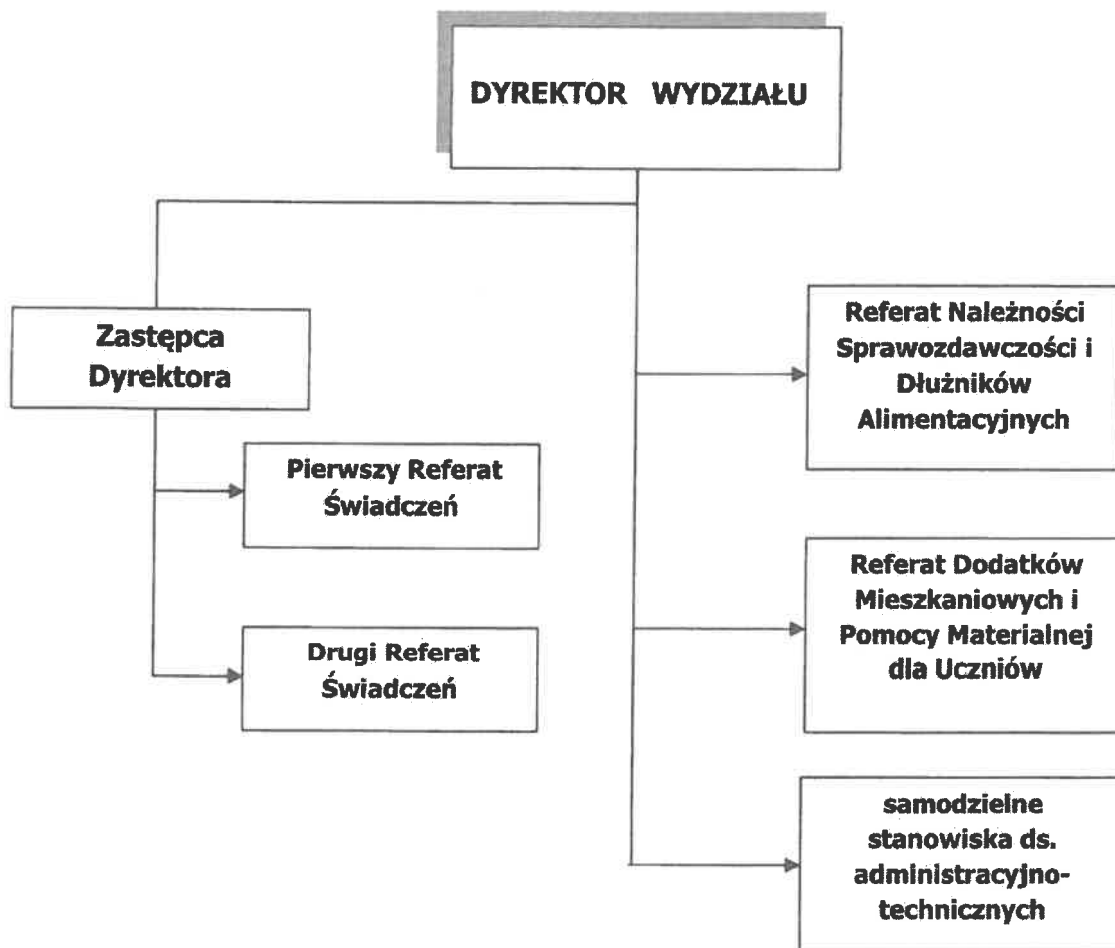 DYREKTOR WYDZIAŁU
Zastępca
Dyrektora
Pierwszy Referat
Świadczeń
Drugi Referat
Świadczeń
Referat Należności
Sprawozdawczości i
Dłużników
Alimentacyjnych
Referat Dodatków
Mieszkaniowych i
Pomocy Materialnej
dla Uczniów
samodzielne
stanowiska ds.
administracyjno-
technicznych